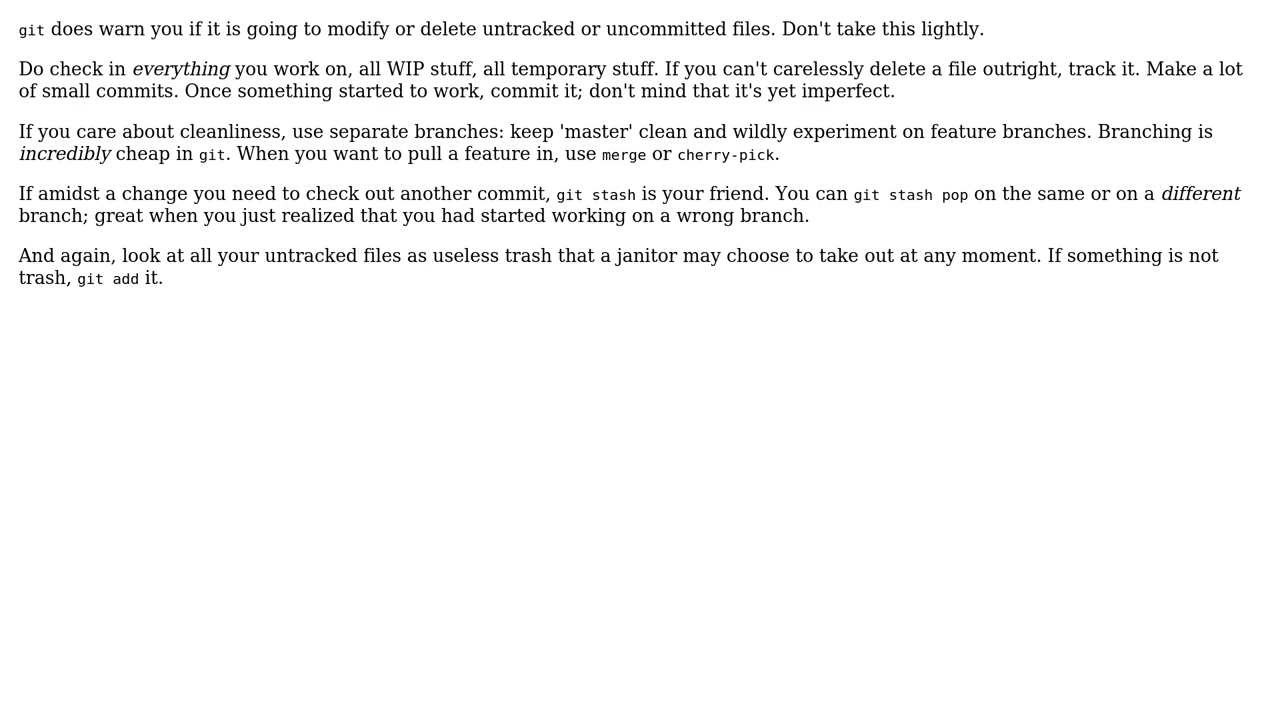 git does warn you if it is going to modify or delete untracked or uncommitted files. Don't take this lightly.
Do check in everything you work on, all WIP stuff, all temporary stuff. If you can't carelessly delete a file outright, track it. Make a lot
of small commits. Once something started to work, commit it; don't mind that it's yet imperfect.
If you care about cleanliness, use separate branches: keep 'master' clean and wildly experiment on feature branches. Branching is
incredibly cheap in git. When you want to pull a feature in, use merge or cherry-pick.
If amidst a change you need to check out another commit, git stash is your friend. You can git stash pop on the same or on a different
branch; great when you just realized that you had started working on a wrong branch.
And again, look at all your untracked files as useless trash that a janitor may choose to take out at any moment. If something is not
trash, git add it.